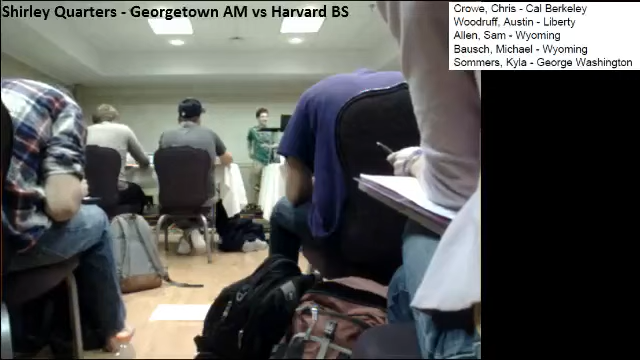 Shirley Quarters - Georgetown AM vs Harvard BS
Crowe, Chris - Cal Berkeley
Woodruff, Austin - Liberty
Allen, Sam - Wyoming
Bausch, Michael - Wyoming
Sommers, Kyla - George Washington